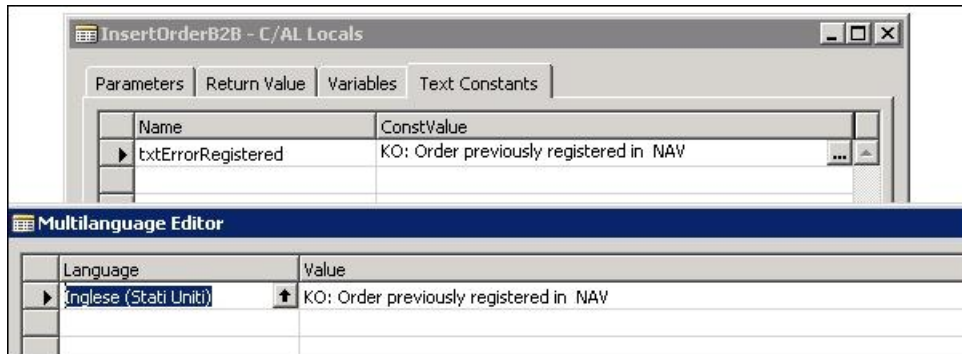 InsertOrderB2B - C/AL Locals
Parameters Return Value Variables Text Constants
Name ConstValue
txtErrorRegistered KO: Order previously registered in  NAV ...
Multilanguage Editor
Language Value
Inglese (Stati Uniti) KO: Order previously registered in  NAV